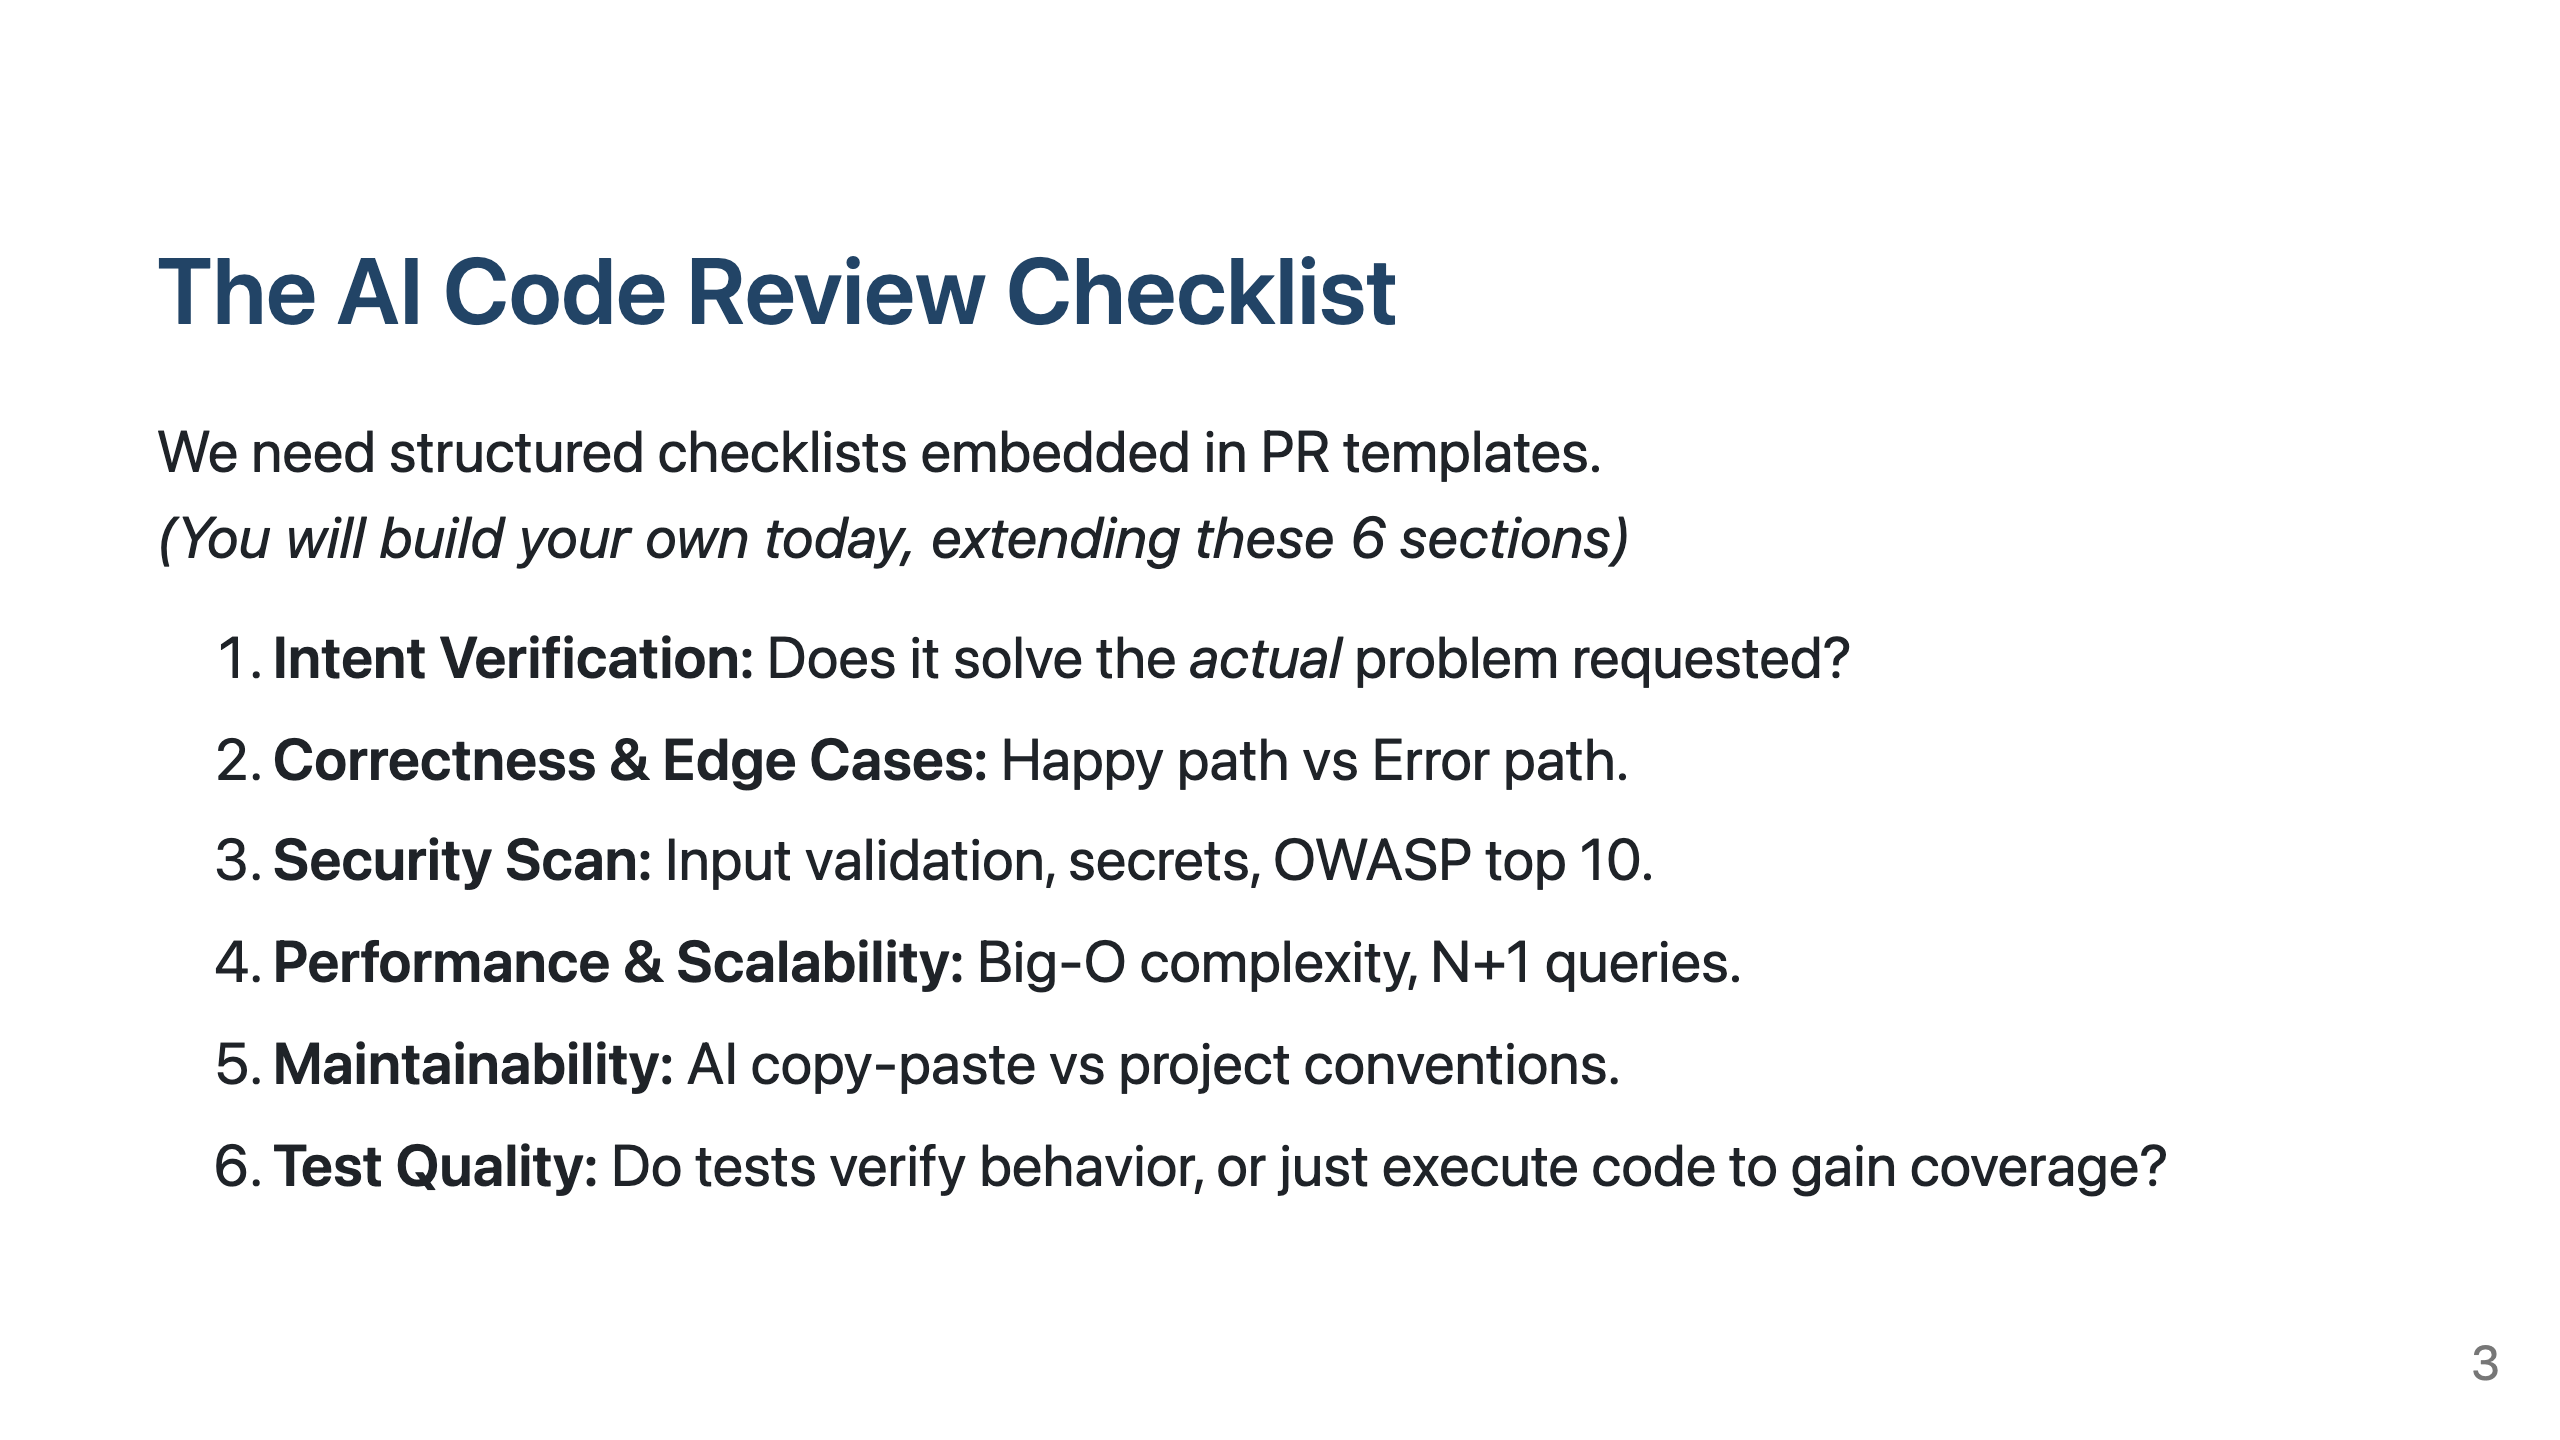 The AI Code Review Checklist
We need structured checklists embedded in PR templates.
(You will build your own today, extending these 6 sections)
1. Intent Verification: Does it solve the actual problem requested?
2. Correctness & Edge Cases: Happy path vs Error path.
3. Security Scan: Input validation, secrets, OWASP top 10.
4. Performance & Scalability: Big-O complexity, N+1 queries.
5. Maintainability: AI copy-paste vs project conventions.
6. Test Quality: Do tests verify behavior, or just execute code to gain coverage?
3